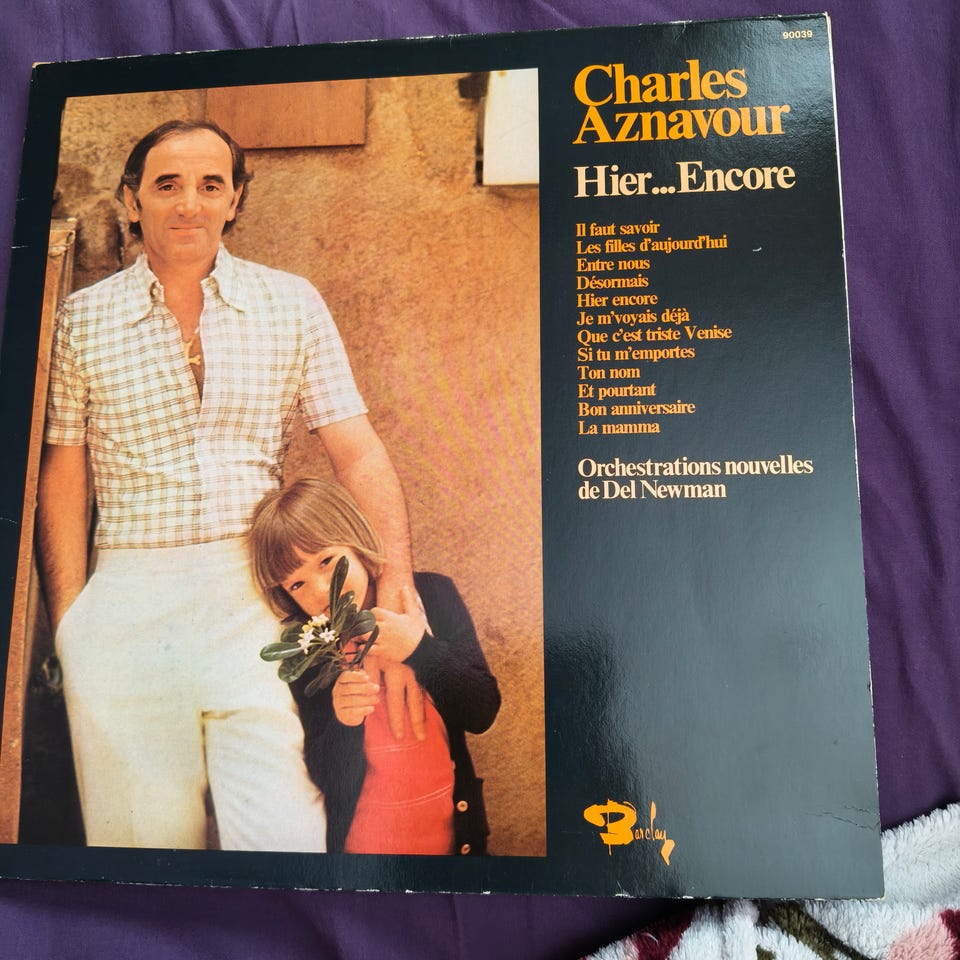 90039
Charles
Aznavour
Hier...Encore
Il faut savoir
Les filles d'aujourd'hui
Entre nous
Désormais
Hier encore
Je m'voyais déjà
Que c'est triste Venise
Si tu m'emportes
Ton nom
Et pourtant
Bon anniversaire
La mamma
Orchestrations nouvelles
de Del Newman
Barclay